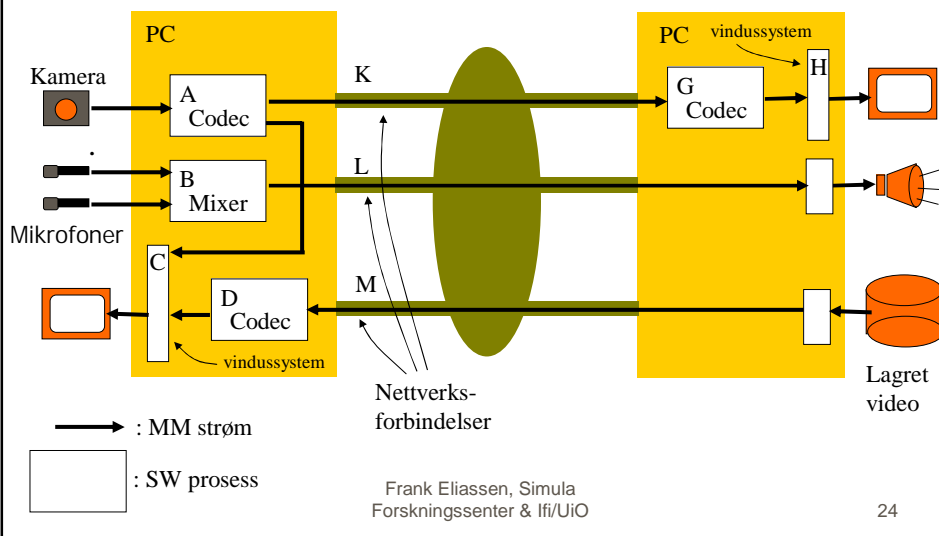 PC
PC
vindussystem
Kamera
K
A
Codec
G
Codec
H
L
B
Mixer
Mikrofoner
C
M
D
Codec
vindussystem
Nettverks-
forbindelser
Lagret
video
: MM strøm
: SW prosess
Frank Eliassen, Simula
Forskningssenter & Ifi/UiO
24